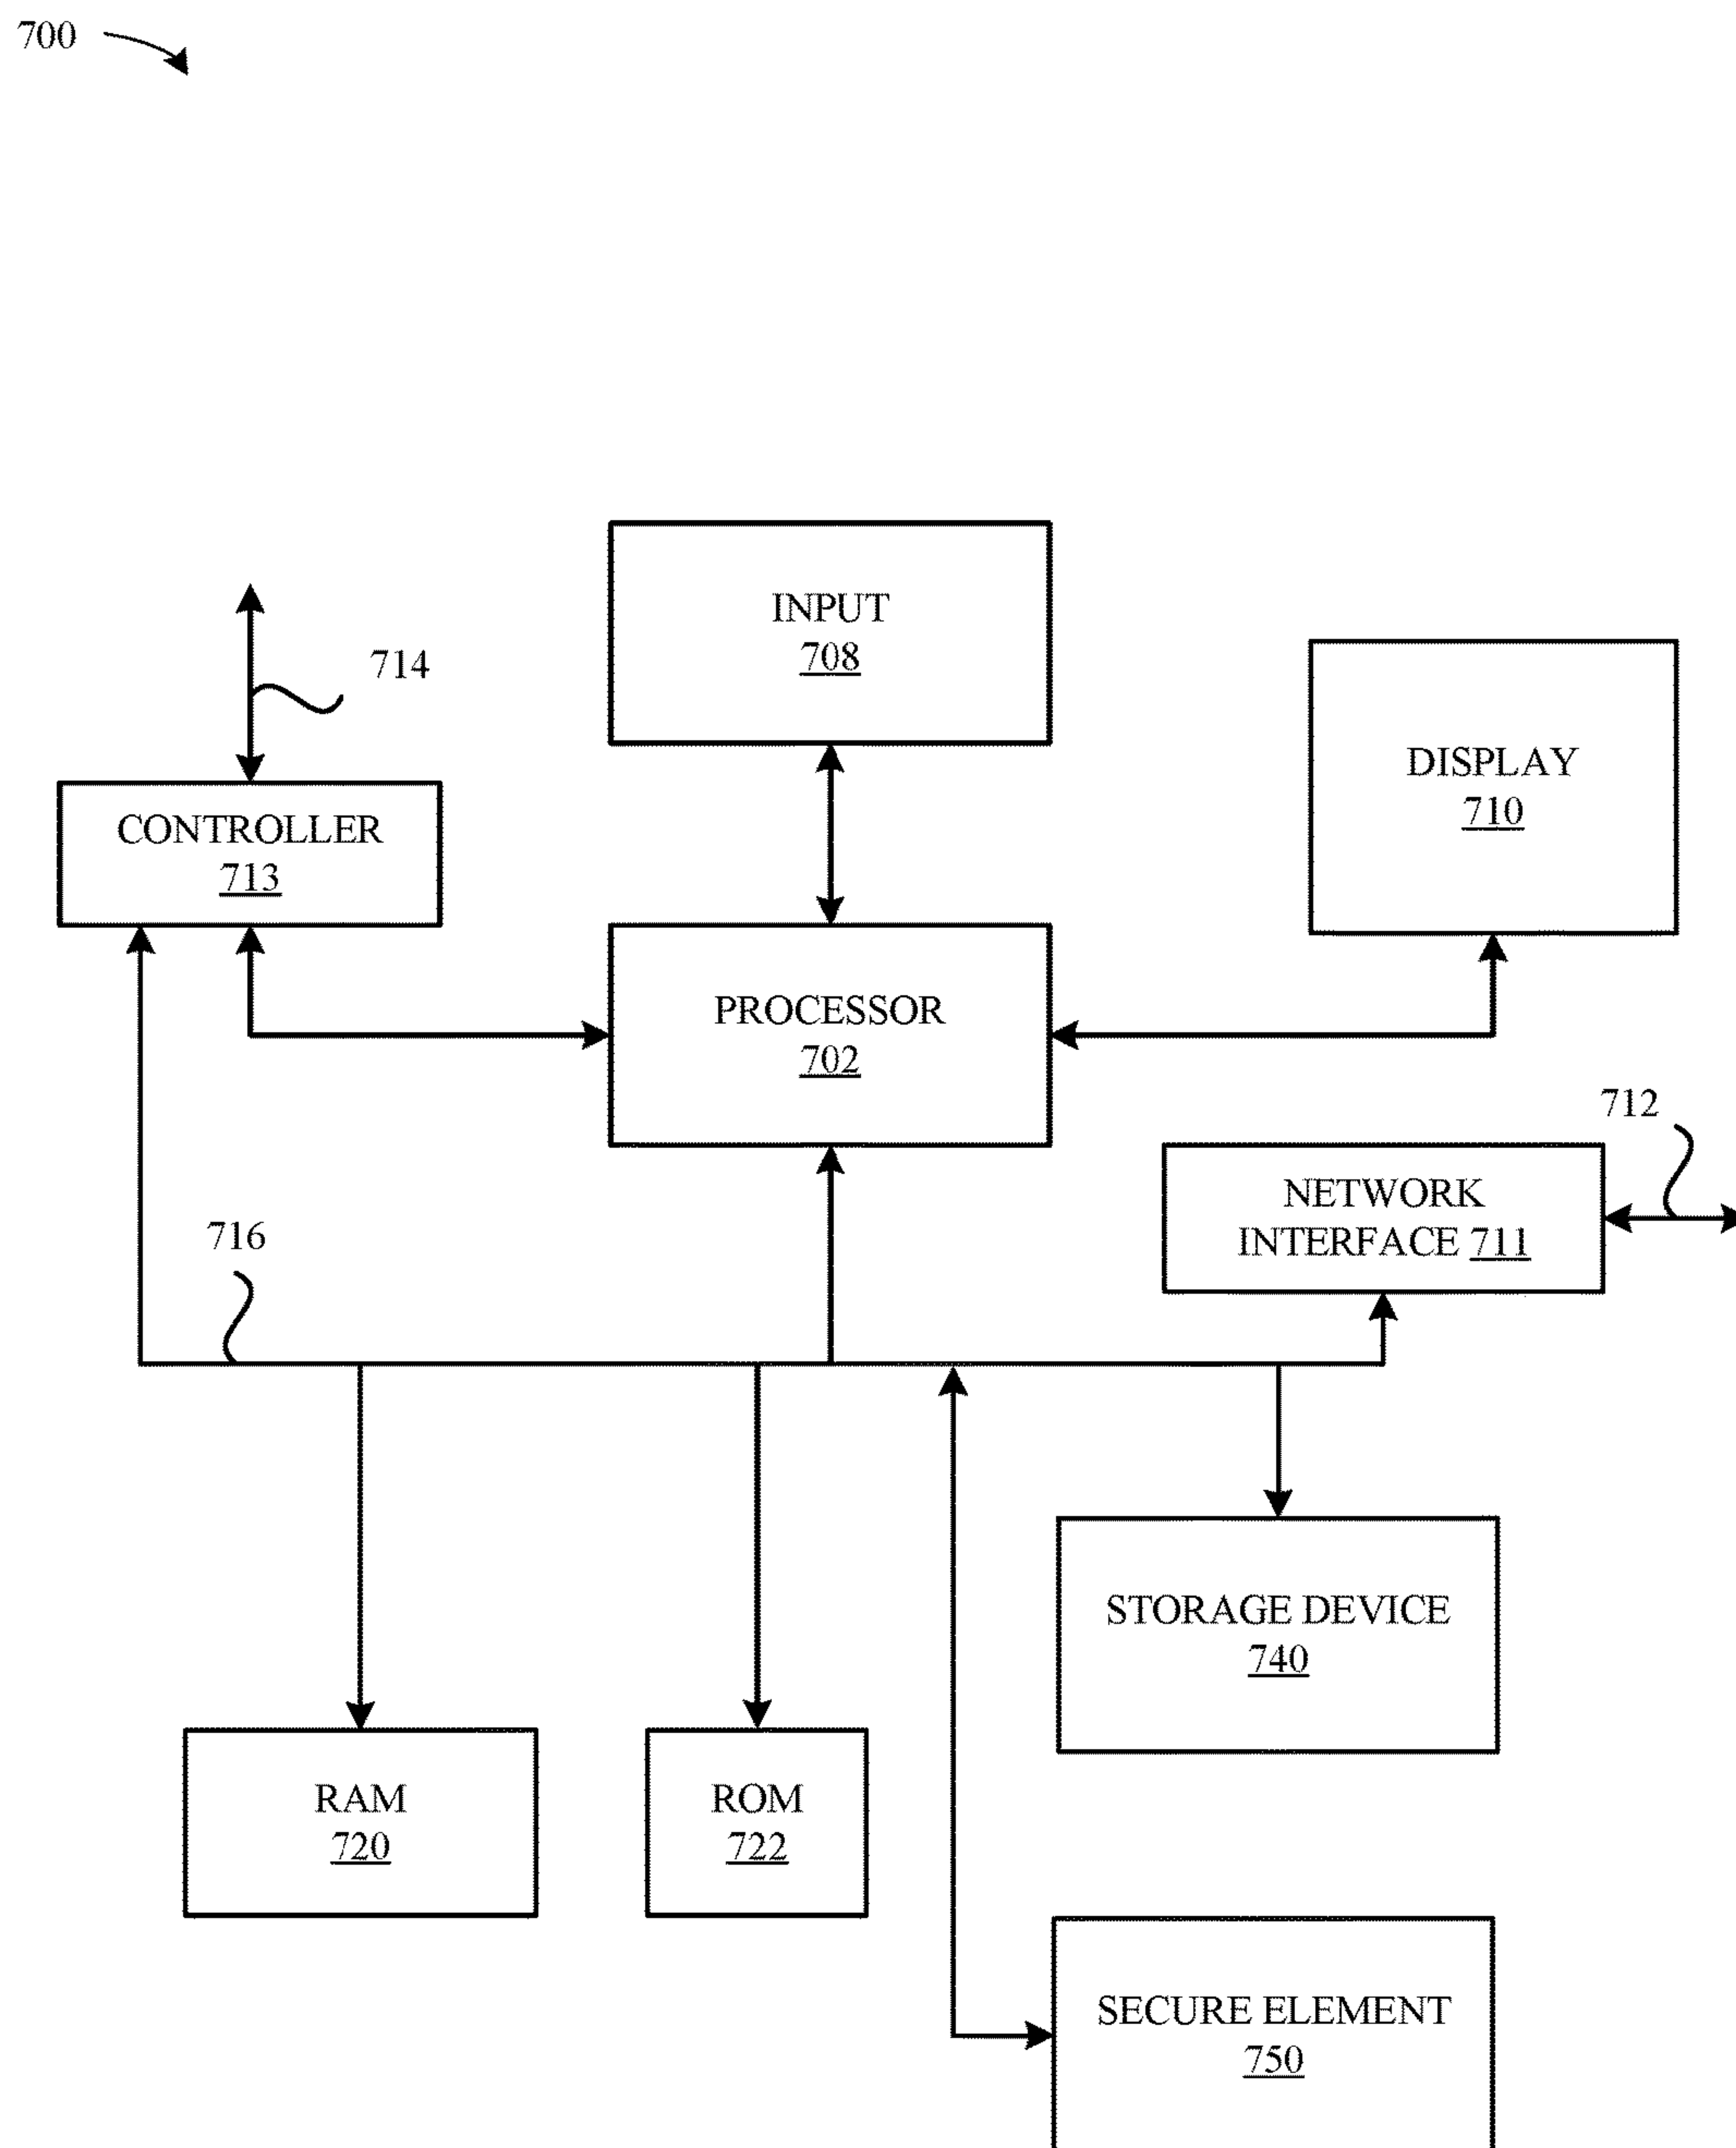 700
INPUT
708
714
DISPLAY
710
CONTROLLER
713
PROCESSOR
702
712
NETWORK
INTERFACE 711
716
STORAGE DEVICE
740
RAM
720
ROM
722
SECURE ELEMENT
750